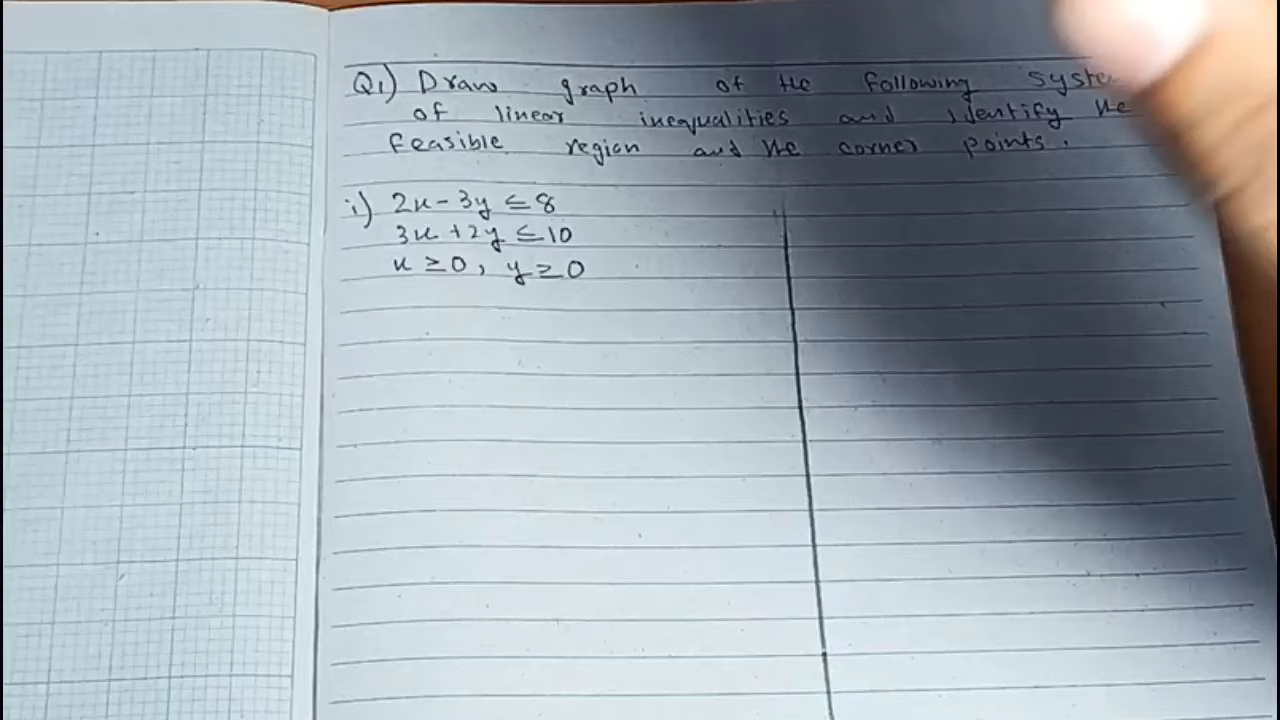 Q1) Draw graph of the following syste
of linear inequalities and identify the
feasible region and the corner points.
i) 2x - 3y ≤ 8
3x + 2y ≤ 10
x ≥ 0, y ≥ 0